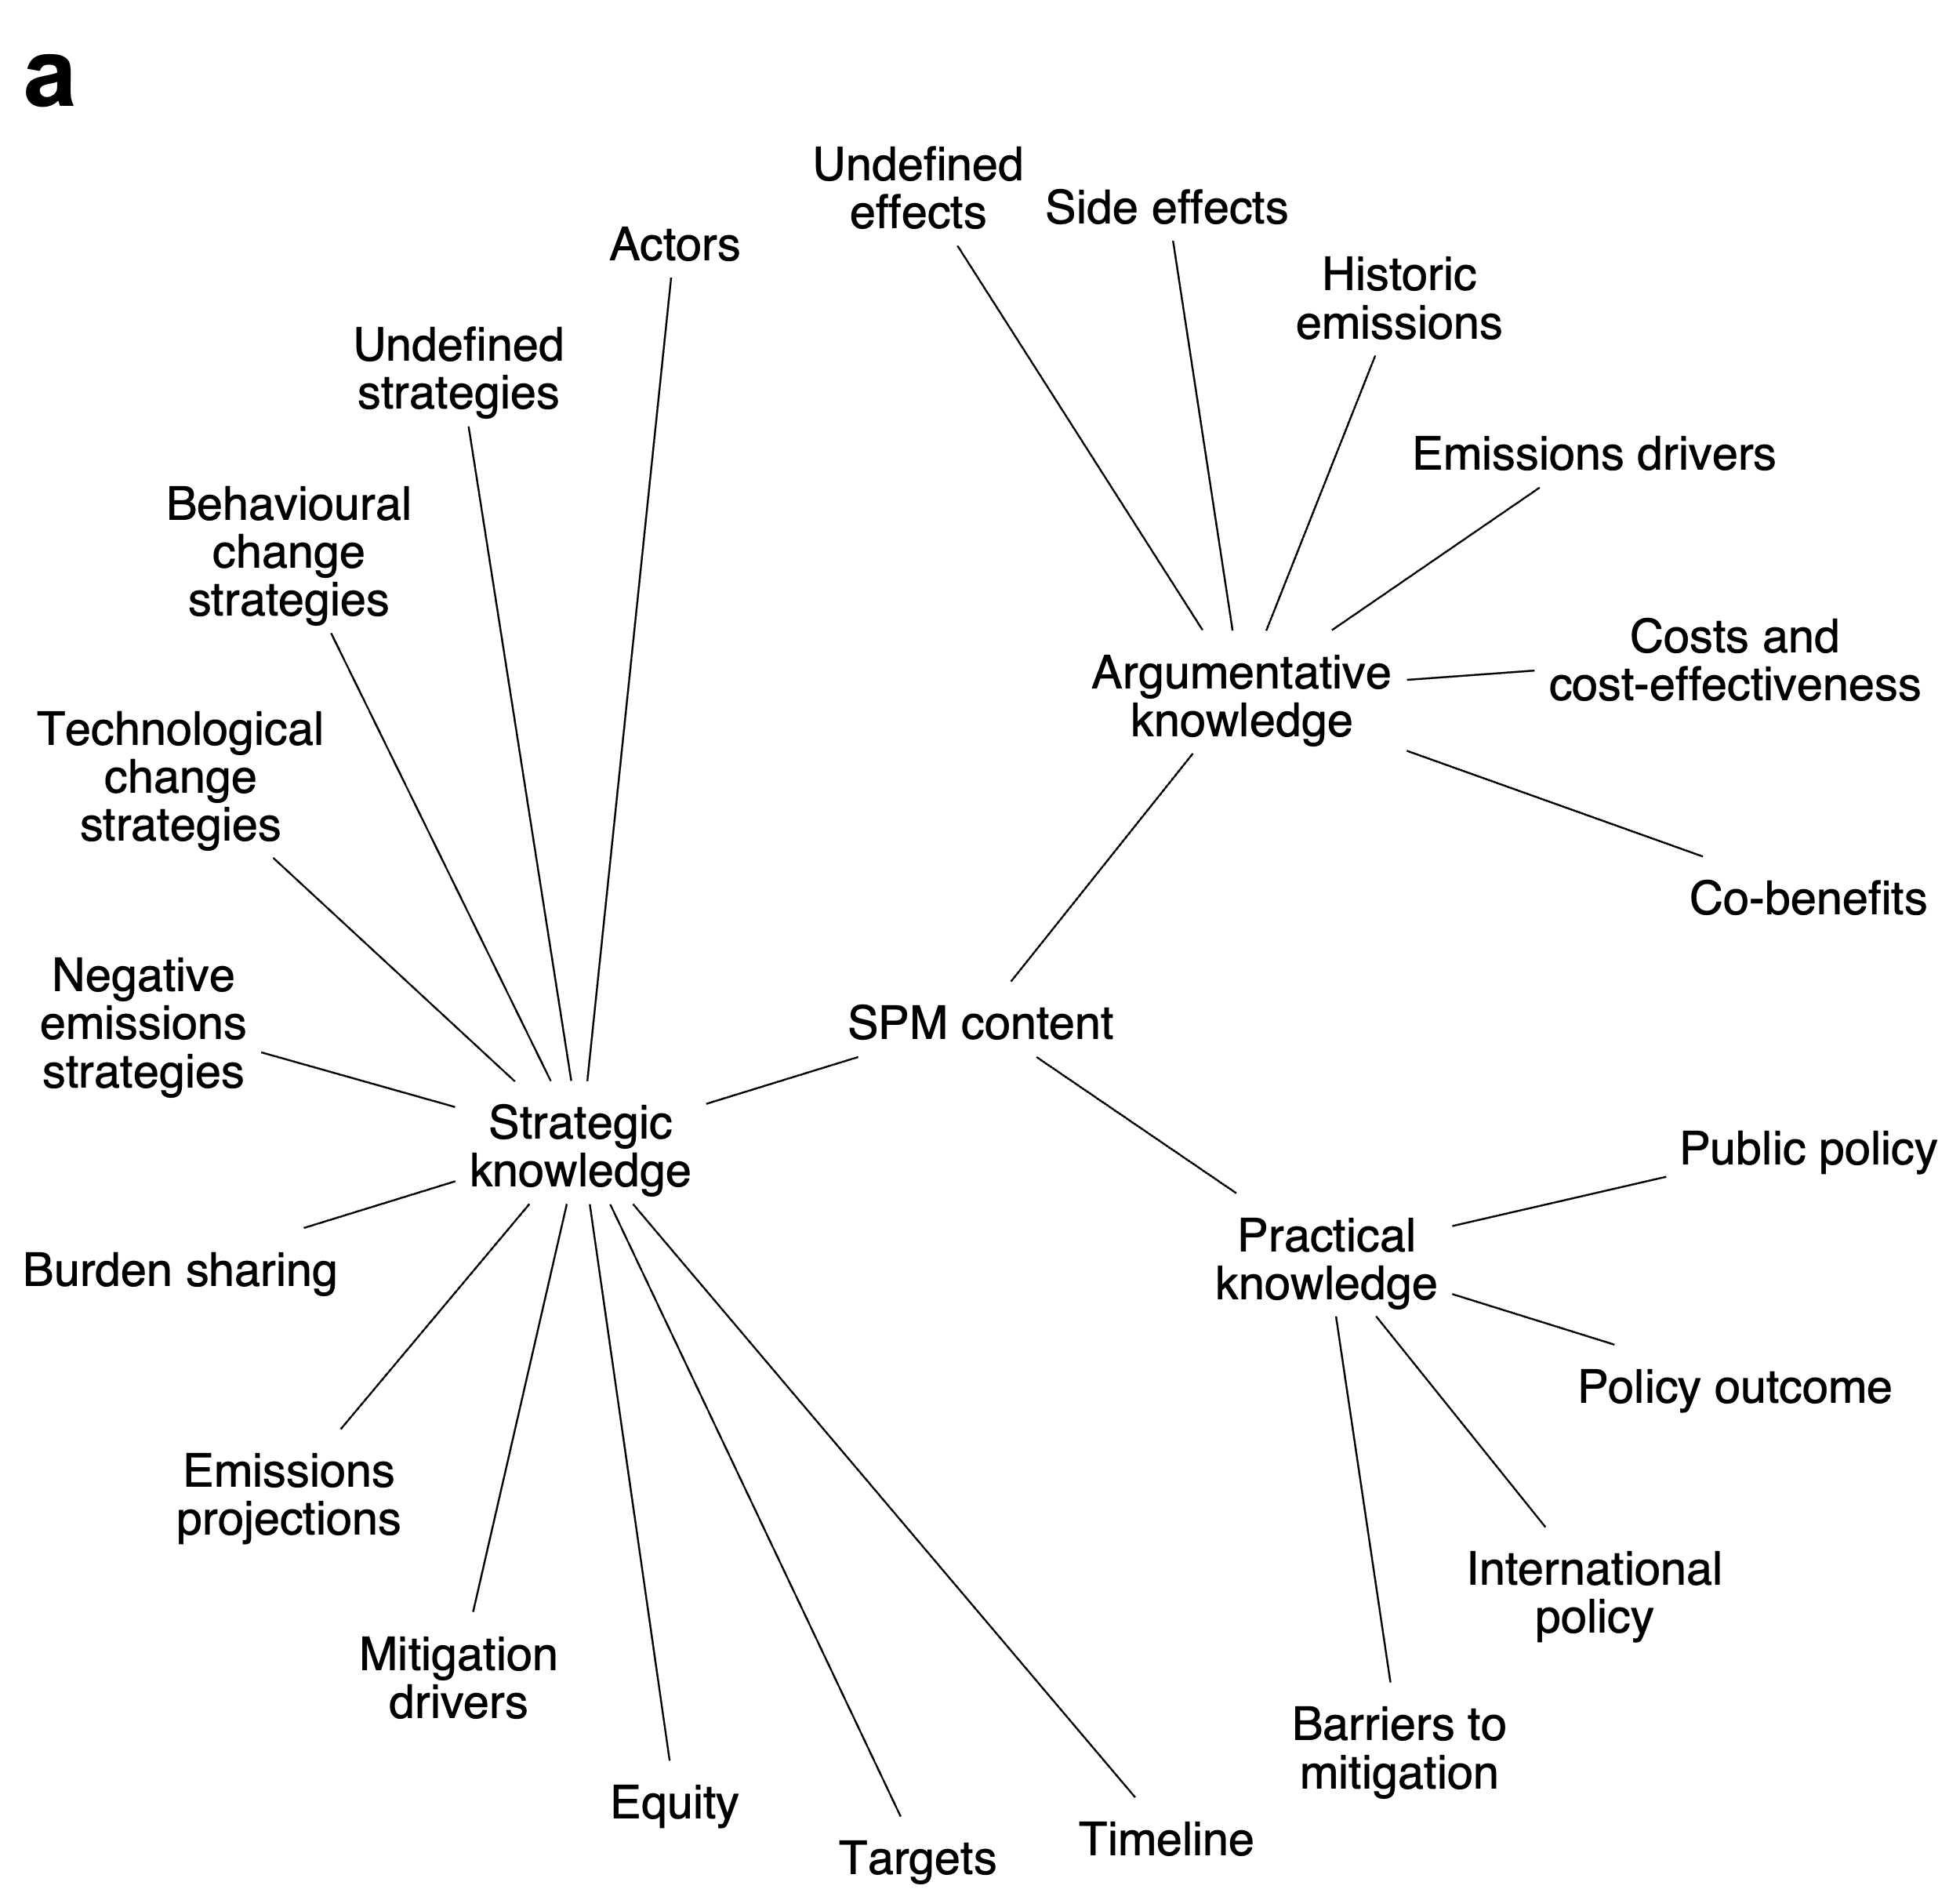 a
Undefined
effects
Side effects
Actors
Historic
emissions
Undefined
strategies
Emissions drivers
Behavioural
change
strategies
Costs and
cost-effectiveness
Argumentative
knowledge
Technological
change
strategies
Co-benefits
Negative
emissions
strategies
SPM content
Strategic
knowledge
Public policy
Practical
knowledge
Burden sharing
Policy outcome
Emissions
projections
International
policy
Mitigation
drivers
Barriers to
mitigation
Equity
Timeline
Targets